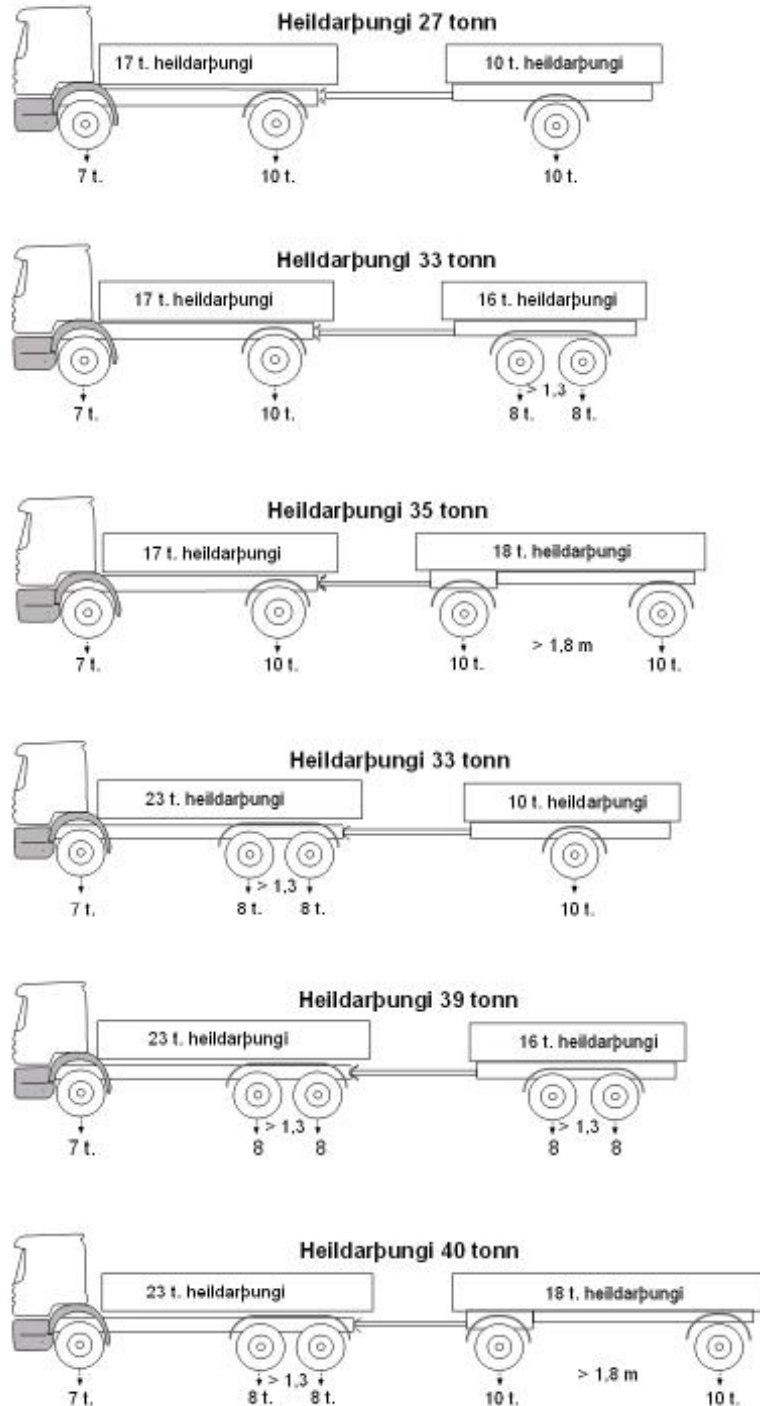 Heildarþungi 27 tonn
17 t. heildarþungi 10 t. heildarþungi
7 t. 10 t. 10 t.
Heildarþungi 33 tonn
17 t. heildarþungi 16 t. heildarþungi
> 1,3
7 t. 10 t. 8 t. 8 t.
Heildarþungi 35 tonn
17 t. heildarþungi 18 t. heildarþungi
> 1,8 m
7 t. 10 t. 10 t. 10 t.
Heildarþungi 33 tonn
23 t. heildarþungi 10 t. heildarþungi
> 1,3
7 t. 8 t. 8 t. 10 t.
Heildarþungi 39 tonn
23 t. heildarþungi 16 t. heildarþungi
> 1,3 > 1,3
7 t. 8 8 8 8
Heildarþungi 40 tonn
23 t. heildarþungi 18 t. heildarþungi
> 1,3 > 1,8 m
7 t. 8 t. 8 t. 10 t. 10 t.